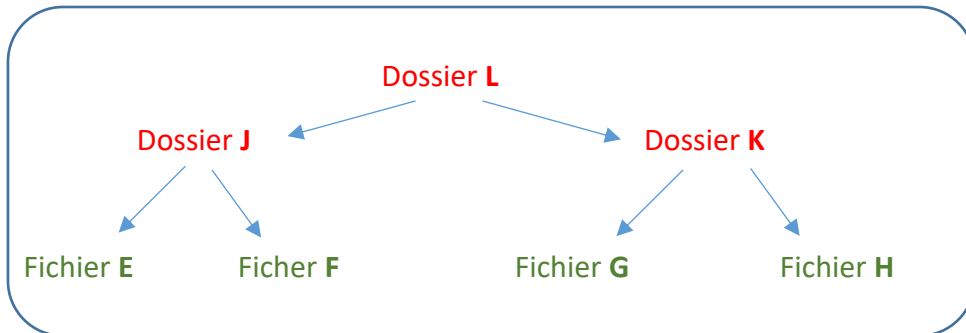 Dossier L
Dossier J
Dossier K
Fichier E
Ficher F
Fichier G
Fichier H